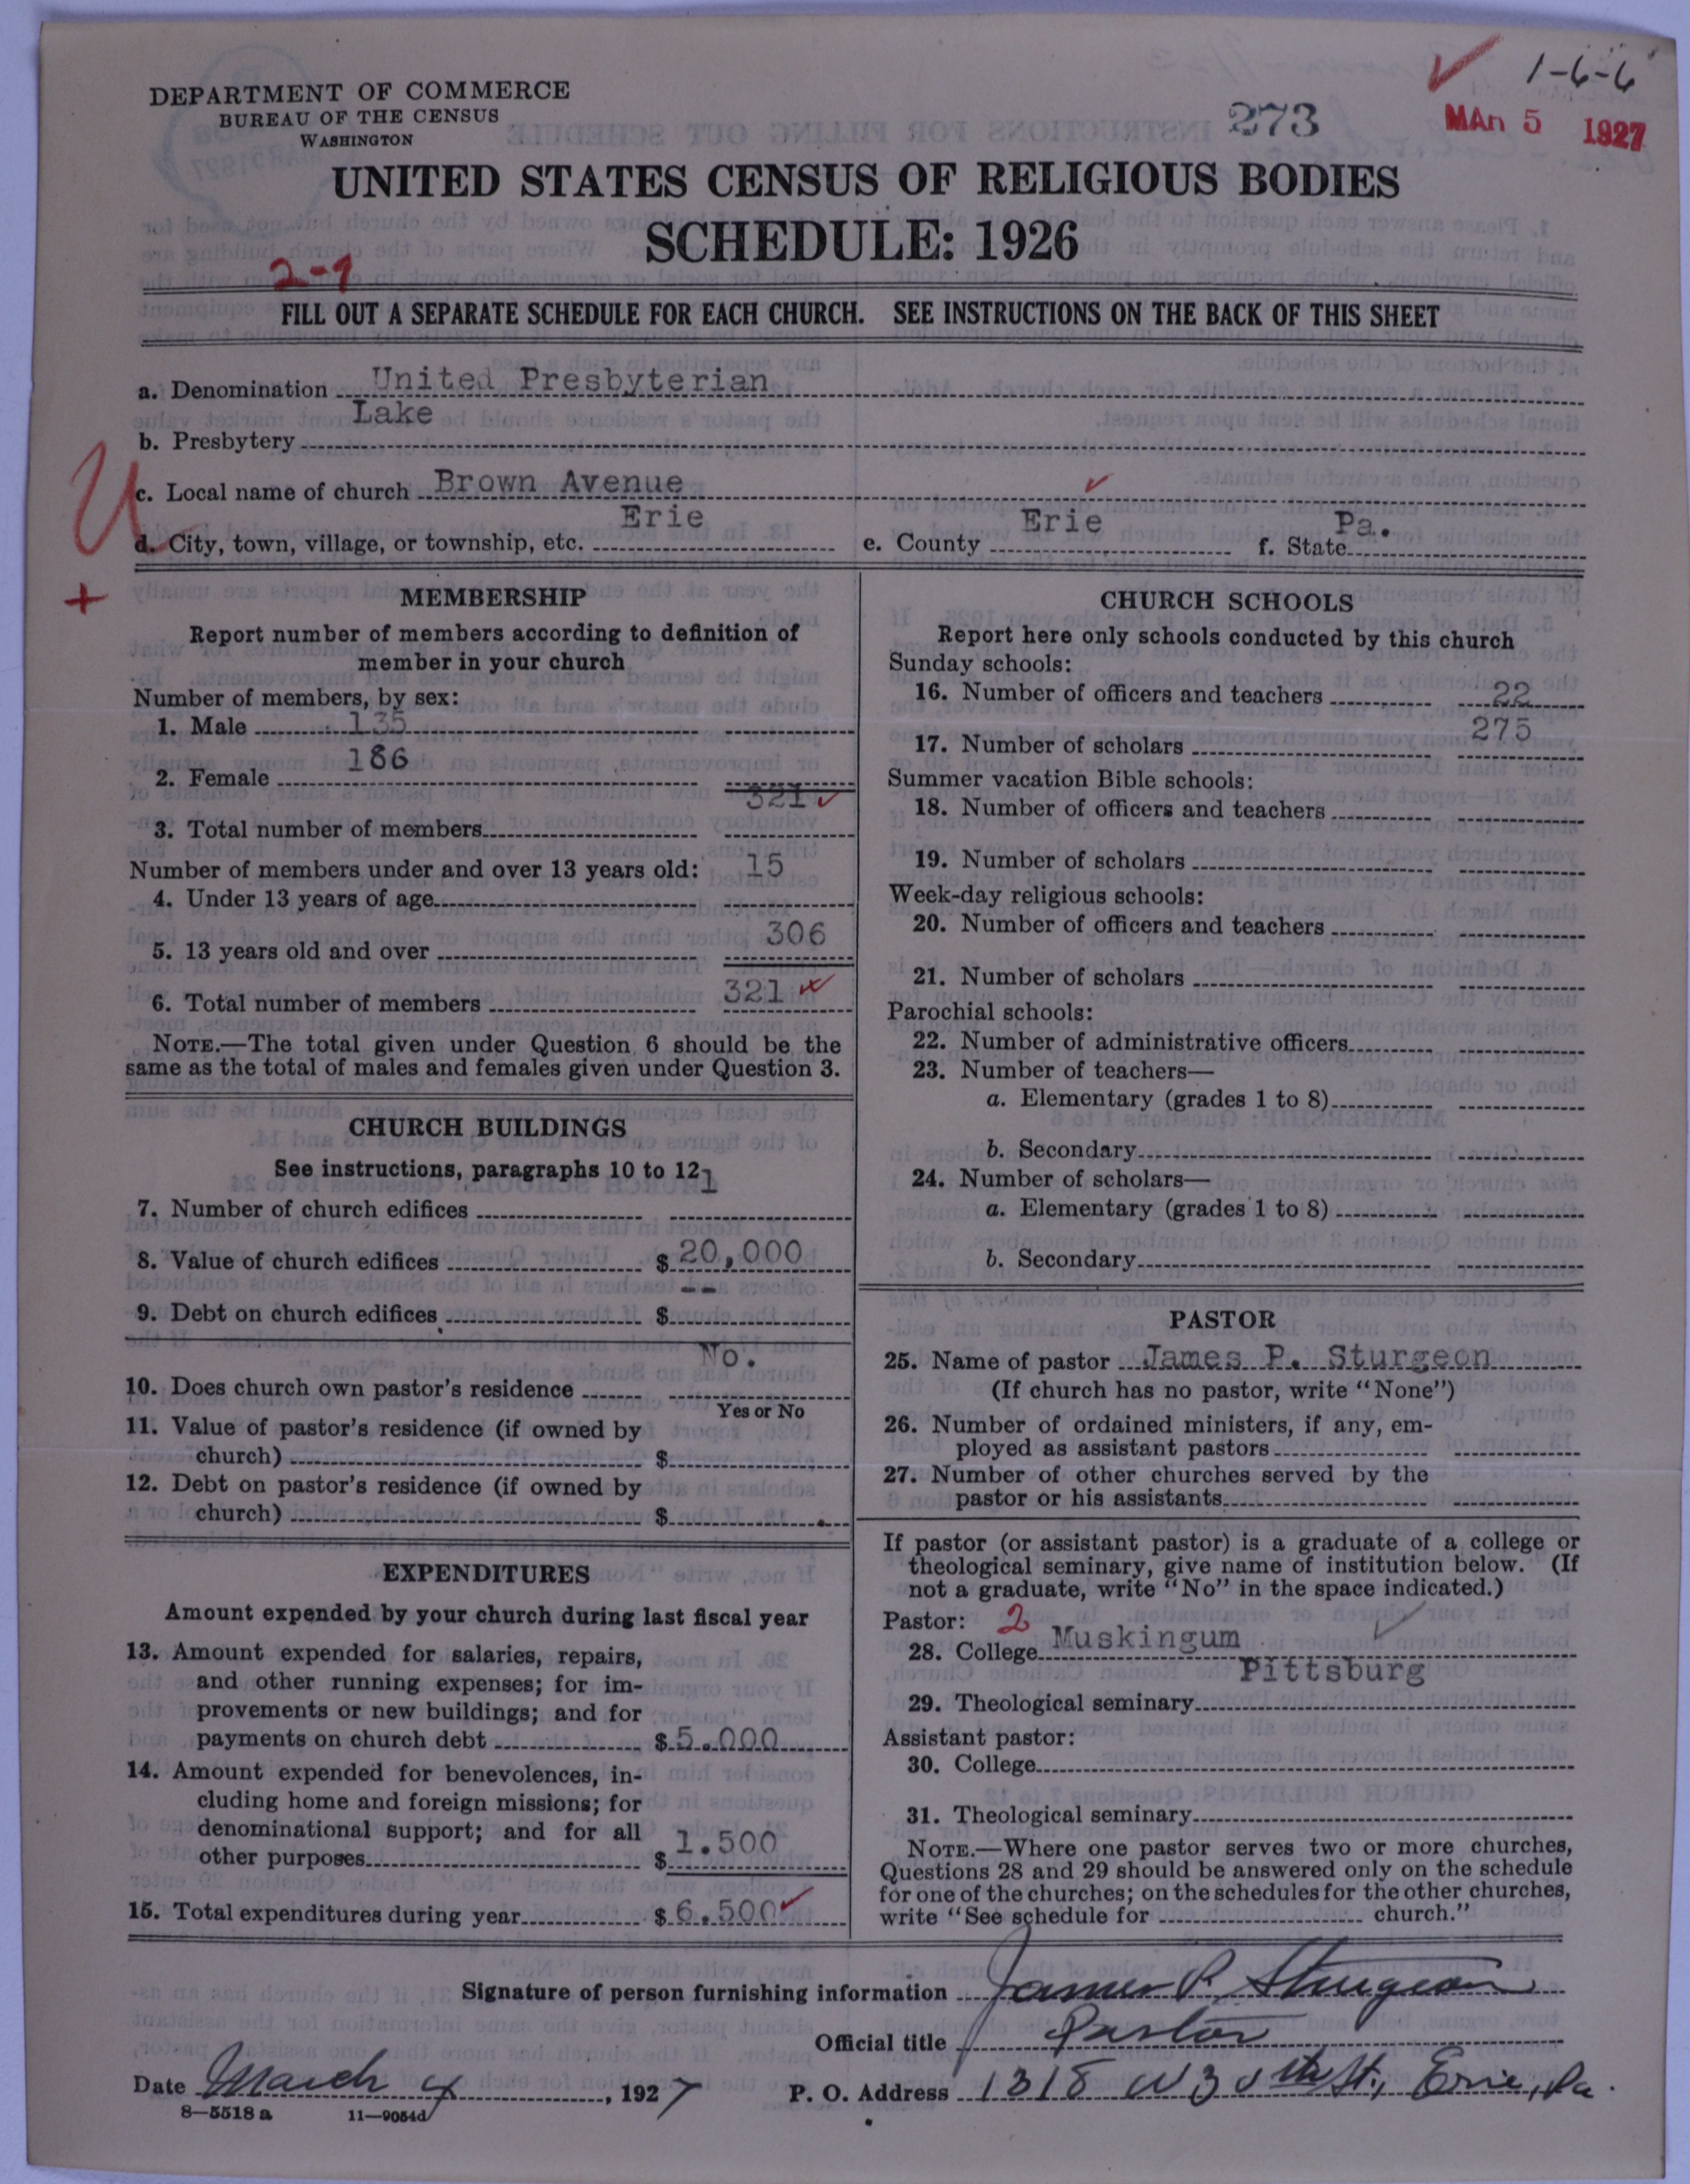 DEPARTMENT OF COMMERCE
BUREAU OF THE CENSUS
WASHINGTON
273
1-6-6
MAR 5 1927
UNITED STATES CENSUS OF RELIGIOUS BODIES
SCHEDULE: 1926
2-9
FILL OUT A SEPARATE SCHEDULE FOR EACH CHURCH. SEE INSTRUCTIONS ON THE BACK OF THIS SHEET
a. Denomination United Presbyterian
b. Presbytery Lake
U
c. Local name of church Brown Avenue
d. City, town, village, or township, etc. Erie e. County Erie f. State Pa.
+
MEMBERSHIP
Report number of members according to definition of
member in your church
Number of members, by sex:
1. Male 135
2. Female 186
3. Total number of members 321
Number of members under and over 13 years old:
4. Under 13 years of age 15
5. 13 years old and over 306
6. Total number of members 321
NOTE.—The total given under Question 6 should be the
same as the total of males and females given under Question 3.
CHURCH BUILDINGS
See instructions, paragraphs 10 to 12
7. Number of church edifices 1
8. Value of church edifices $ 20,000
9. Debt on church edifices $ --
10. Does church own pastor's residence No.
Yes or No
11. Value of pastor's residence (if owned by
church) $
12. Debt on pastor's residence (if owned by
church) $
EXPENDITURES
Amount expended by your church during last fiscal year
13. Amount expended for salaries, repairs,
and other running expenses; for im-
provements or new buildings; and for
payments on church debt $ 5.000
14. Amount expended for benevolences, in-
cluding home and foreign missions; for
denominational support; and for all
other purposes $ 1.500
15. Total expenditures during year $ 6.500
CHURCH SCHOOLS
Report here only schools conducted by this church
Sunday schools:
16. Number of officers and teachers 22
17. Number of scholars 275
Summer vacation Bible schools:
18. Number of officers and teachers
19. Number of scholars
Week-day religious schools:
20. Number of officers and teachers
21. Number of scholars
Parochial schools:
22. Number of administrative officers
23. Number of teachers—
a. Elementary (grades 1 to 8)
b. Secondary
24. Number of scholars—
a. Elementary (grades 1 to 8)
b. Secondary
PASTOR
25. Name of pastor James P. Sturgeon
(If church has no pastor, write "None")
26. Number of ordained ministers, if any, em-
ployed as assistant pastors
27. Number of other churches served by the
pastor or his assistants
If pastor (or assistant pastor) is a graduate of a college or
theological seminary, give name of institution below. (If
not a graduate, write "No" in the space indicated.)
Pastor: 2
28. College Muskingum
29. Theological seminary Pittsburg
Assistant pastor:
30. College
31. Theological seminary
NOTE.—Where one pastor serves two or more churches,
Questions 28 and 29 should be answered only on the schedule
for one of the churches; on the schedules for the other churches,
write "See schedule for church."
Signature of person furnishing information James P. Sturgeon
Official title Pastor
Date March 4, 1927 P. O. Address 1318 W 30th St., Erie, Pa.
8—5518 a 11—9054d